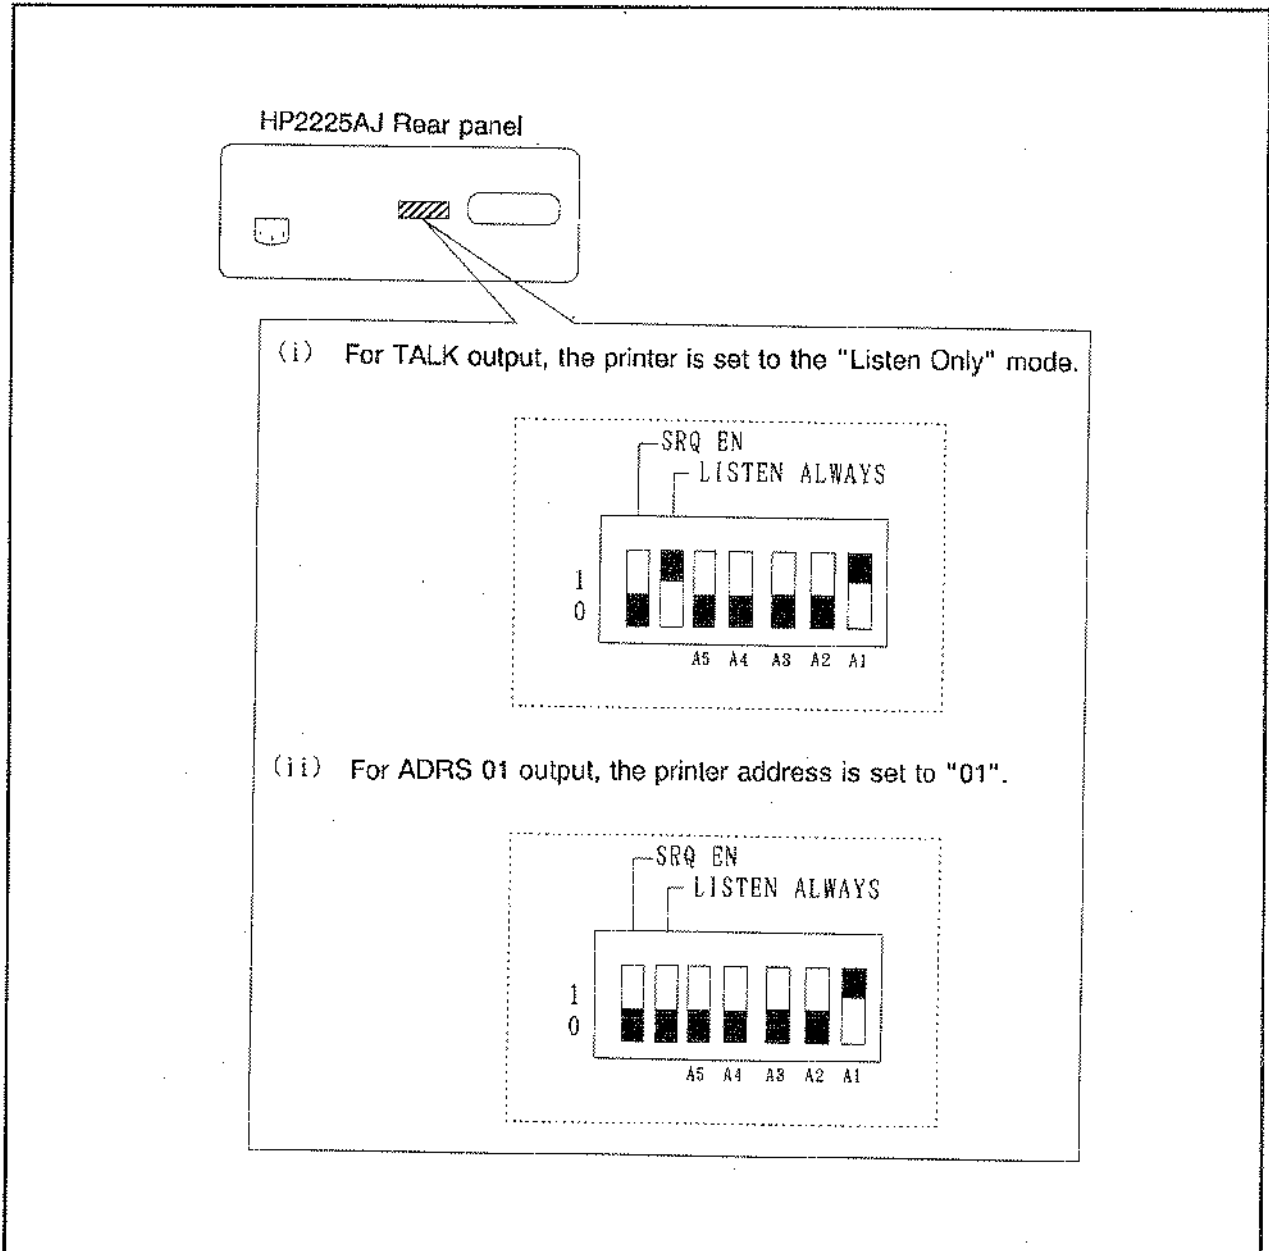 HP2225AJ Rear panel
(i) For TALK output, the printer is set to the "Listen Only" mode.
SRQ EN
LISTEN ALWAYS
1
0
A5 A4 A3 A2 A1
(ii) For ADRS 01 output, the printer address is set to "01".
SRQ EN
LISTEN ALWAYS
1
0
A5 A4 A3 A2 A1